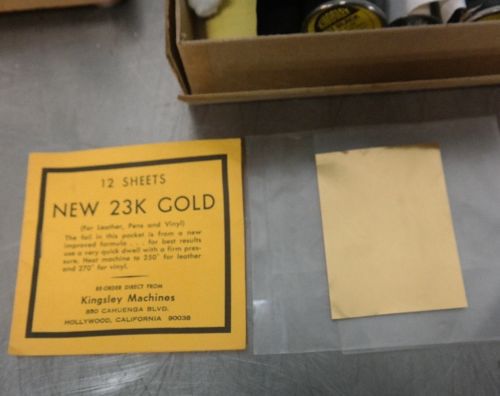 12 SHEETS
NEW 23K GOLD
(For Leather, Pens and Vinyl)
The foil in this packet is from a new
improved formula . . . for best results
use a very quick dwell with a firm pres-
sure. Heat machine to 250° for leather
and 270° for vinyl.
RE-ORDER DIRECT FROM
Kingsley Machines
850 CAHUENGA BLVD.
HOLLYWOOD, CALIFORNIA 90038